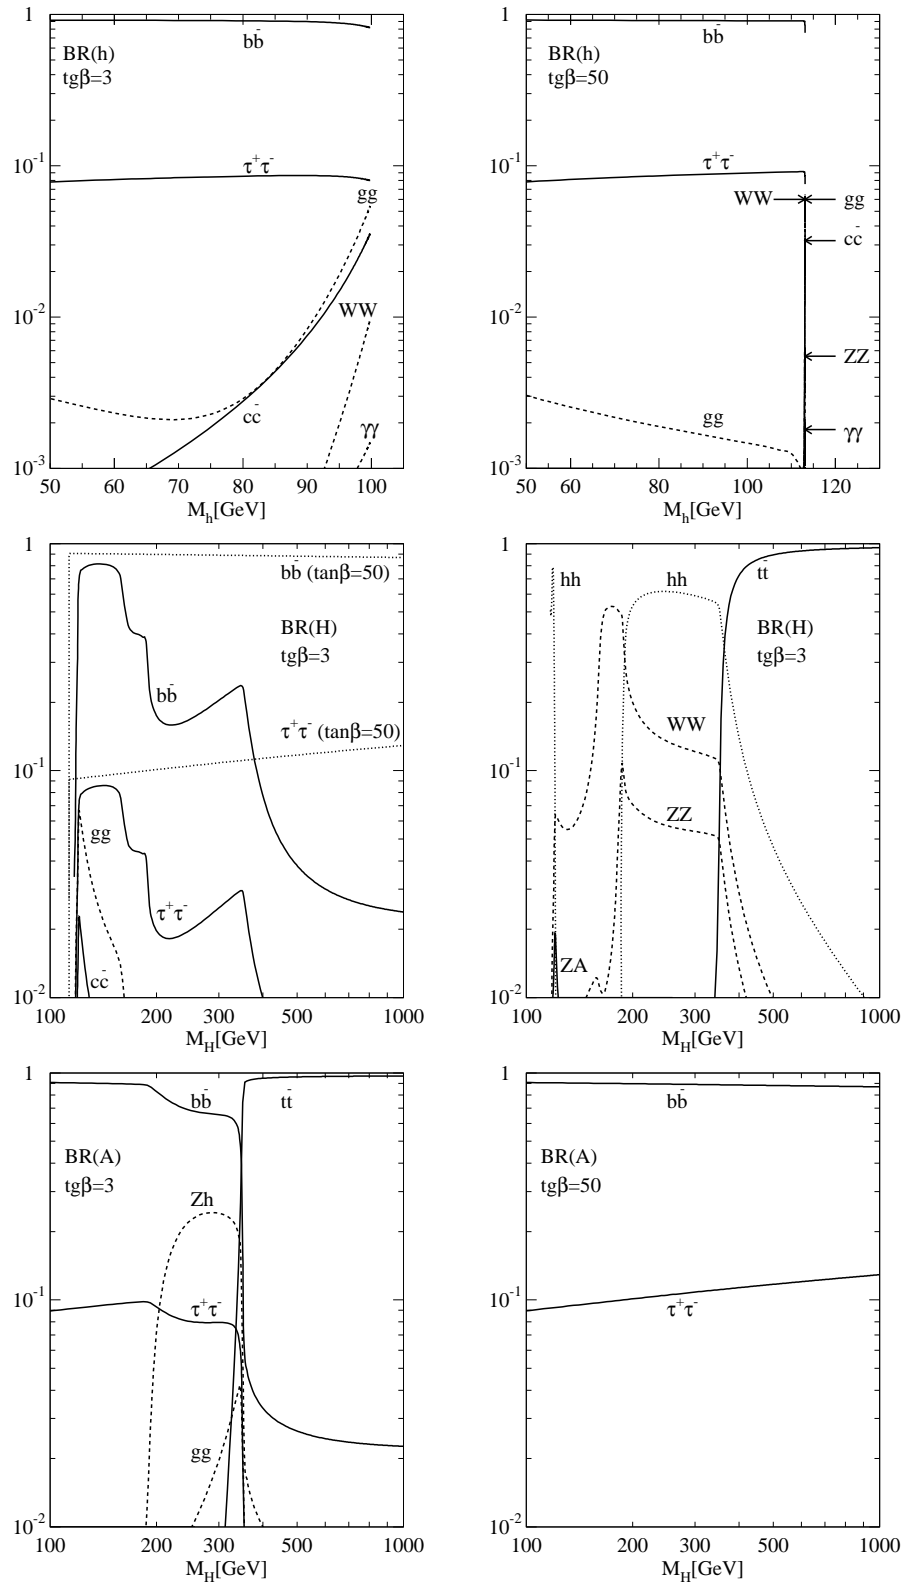 1
bb̄
BR(h)
tgβ=3
10⁻¹
τ⁺τ⁻
gg
10⁻²
WW
cc̄
γγ
10⁻³
50 60 70 80 90 100
M_h[GeV]
1
bb̄
BR(h)
tgβ=50
10⁻¹
τ⁺τ⁻
WW
gg
cc̄
10⁻²
ZZ
gg
γγ
10⁻³
50 60 80 100 120
M_h[GeV]
1
bb̄ (tanβ=50)
BR(H)
tgβ=3
bb̄
τ⁺τ⁻ (tanβ=50)
10⁻¹
gg
τ⁺τ⁻
cc̄
10⁻²
100 200 300 500 1000
M_H[GeV]
1
hh
hh
tt̄
BR(H)
tgβ=3
WW
10⁻¹
ZZ
ZA
10⁻²
100 200 300 500 1000
M_H[GeV]
1
bb̄
tt̄
BR(A)
tgβ=3
Zh
10⁻¹
τ⁺τ⁻
gg
10⁻²
100 200 300 500 1000
M_H[GeV]
1
bb̄
BR(A)
tgβ=50
10⁻¹
τ⁺τ⁻
10⁻²
100 200 300 500 1000
M_H[GeV]